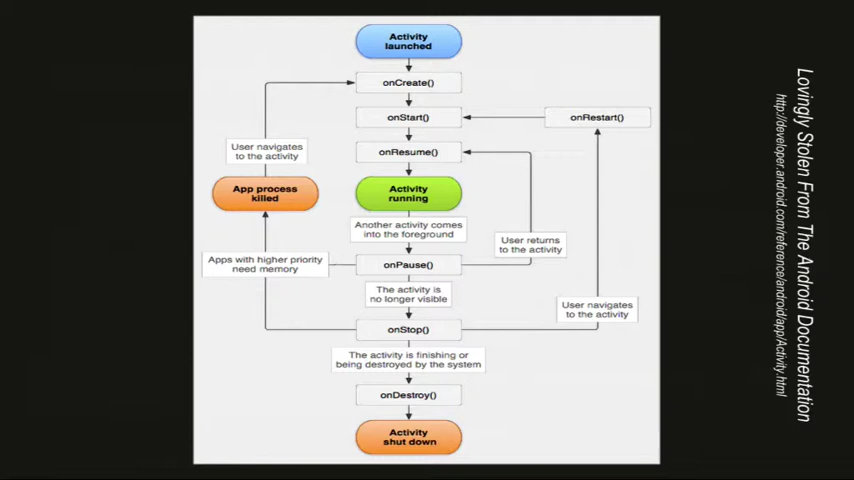 Activity
launched
onCreate()
onStart()
onRestart()
User navigates
to the activity
onResume()
App process
killed
Activity
running
Another activity comes
into the foreground
User returns
to the activity
Apps with higher priority
need memory
onPause()
The activity is
no longer visible
User navigates
to the activity
onStop()
The activity is finishing or
being destroyed by the system
onDestroy()
Activity
shut down
Lovingly Stolen From The Android Documentation
http://developer.android.com/reference/android/app/Activity.html